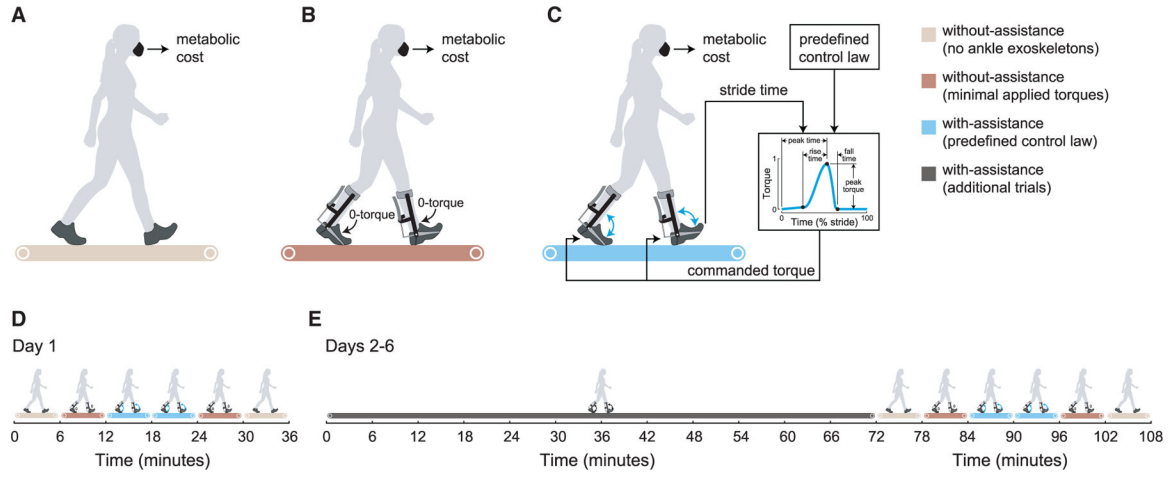 A
metabolic
cost
B
metabolic
cost
0-torque
0-torque
C
metabolic
cost
predefined
control law
stride time
peak time
rise
time
fall
time
peak
torque
1
Torque
0
0
100
Time (% stride)
commanded torque
without-assistance
(no ankle exoskeletons)
without-assistance
(minimal applied torques)
with-assistance
(predefined control law)
with-assistance
(additional trials)
D
Day 1
0 6 12 18 24 30 36
Time (minutes)
E
Days 2-6
0 6 12 18 24 30 36 42 48 54 60 66 72 78 84 90 96 102 108
Time (minutes)
Time (minutes)